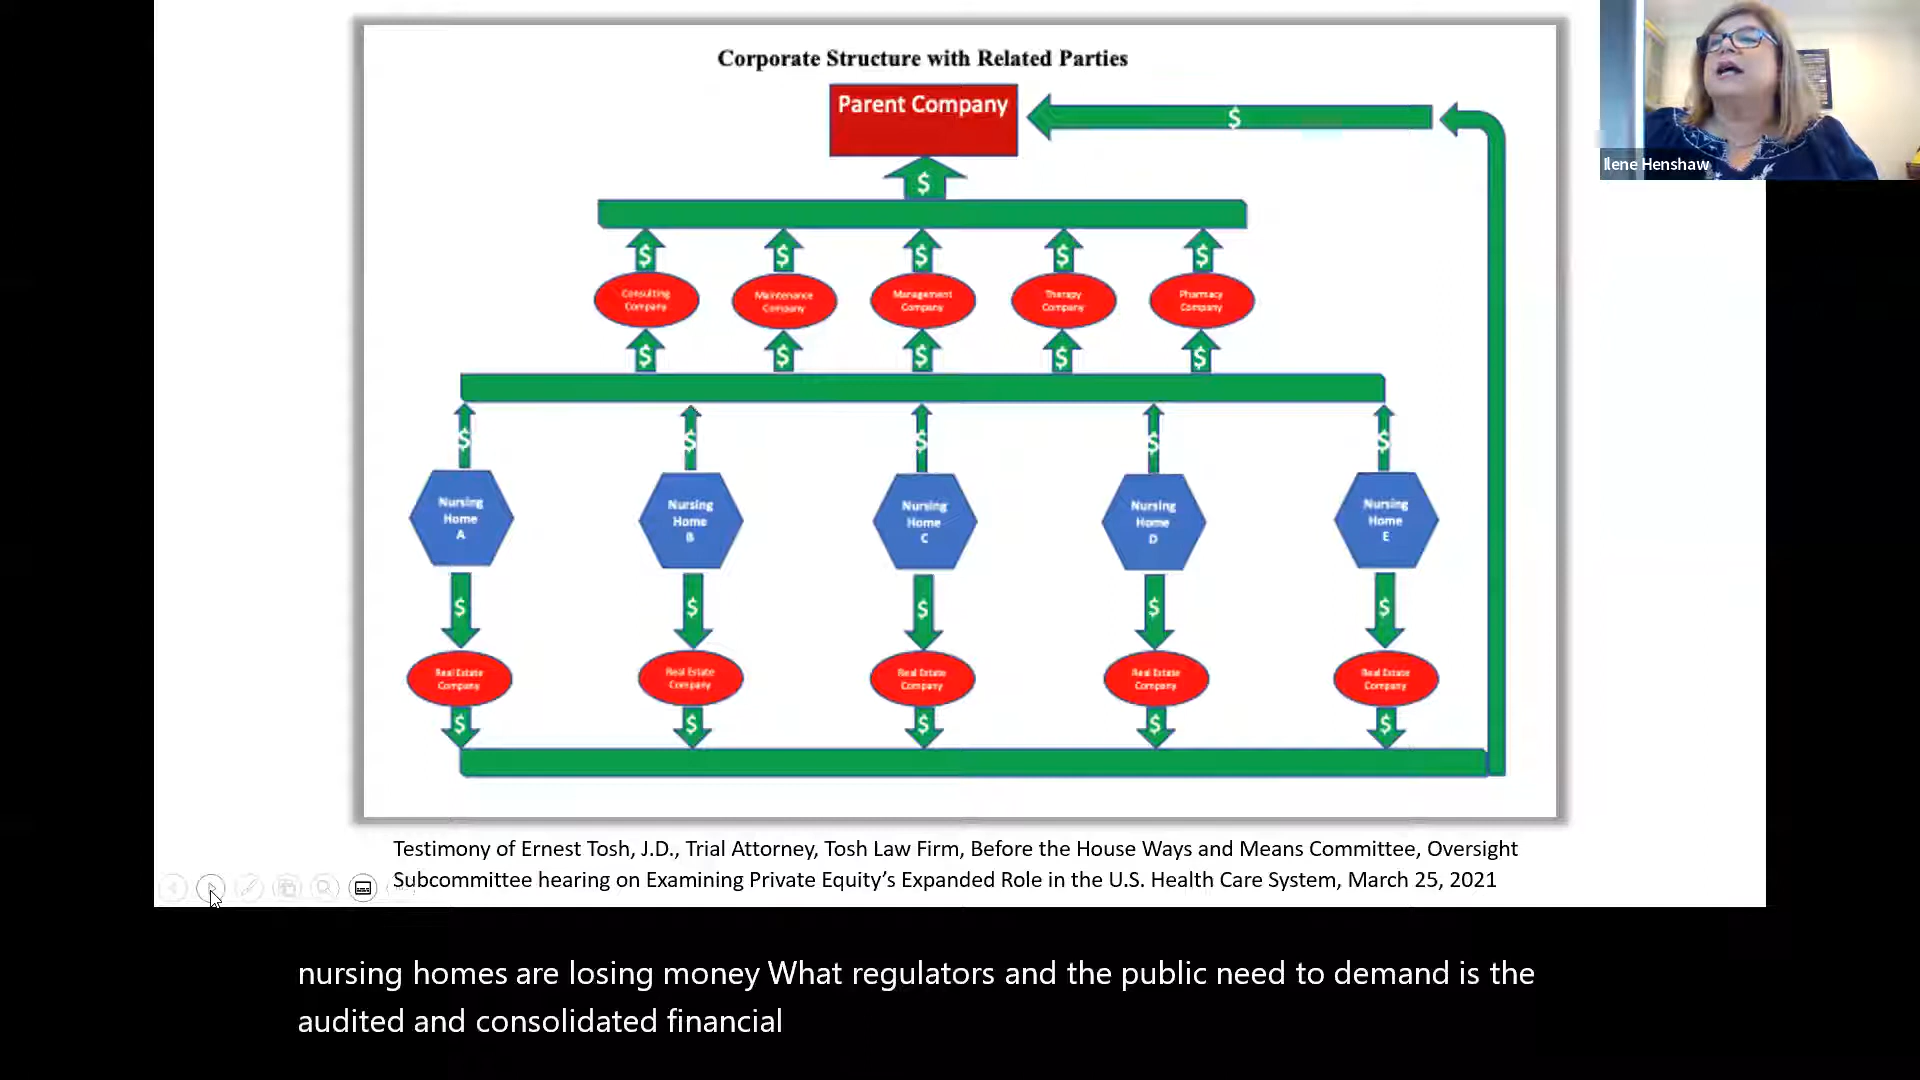 Corporate Structure with Related Parties
Parent Company
$
$
Ilene Henshaw
$ $ $ $ $
Consulting Company
Maintenance Company
Management Company
Therapy Company
Pharmacy Company
$ $ $ $ $
$ $ $ $ $
Nursing Home A
Nursing Home B
Nursing Home C
Nursing Home D
Nursing Home E
$ $ $ $ $
Real Estate Company
Real Estate Company
Real Estate Company
Real Estate Company
Real Estate Company
$ $ $ $ $
Testimony of Ernest Tosh, J.D., Trial Attorney, Tosh Law Firm, Before the House Ways and Means Committee, Oversight
Subcommittee hearing on Examining Private Equity’s Expanded Role in the U.S. Health Care System, March 25, 2021
nursing homes are losing money What regulators and the public need to demand is the
audited and consolidated financial